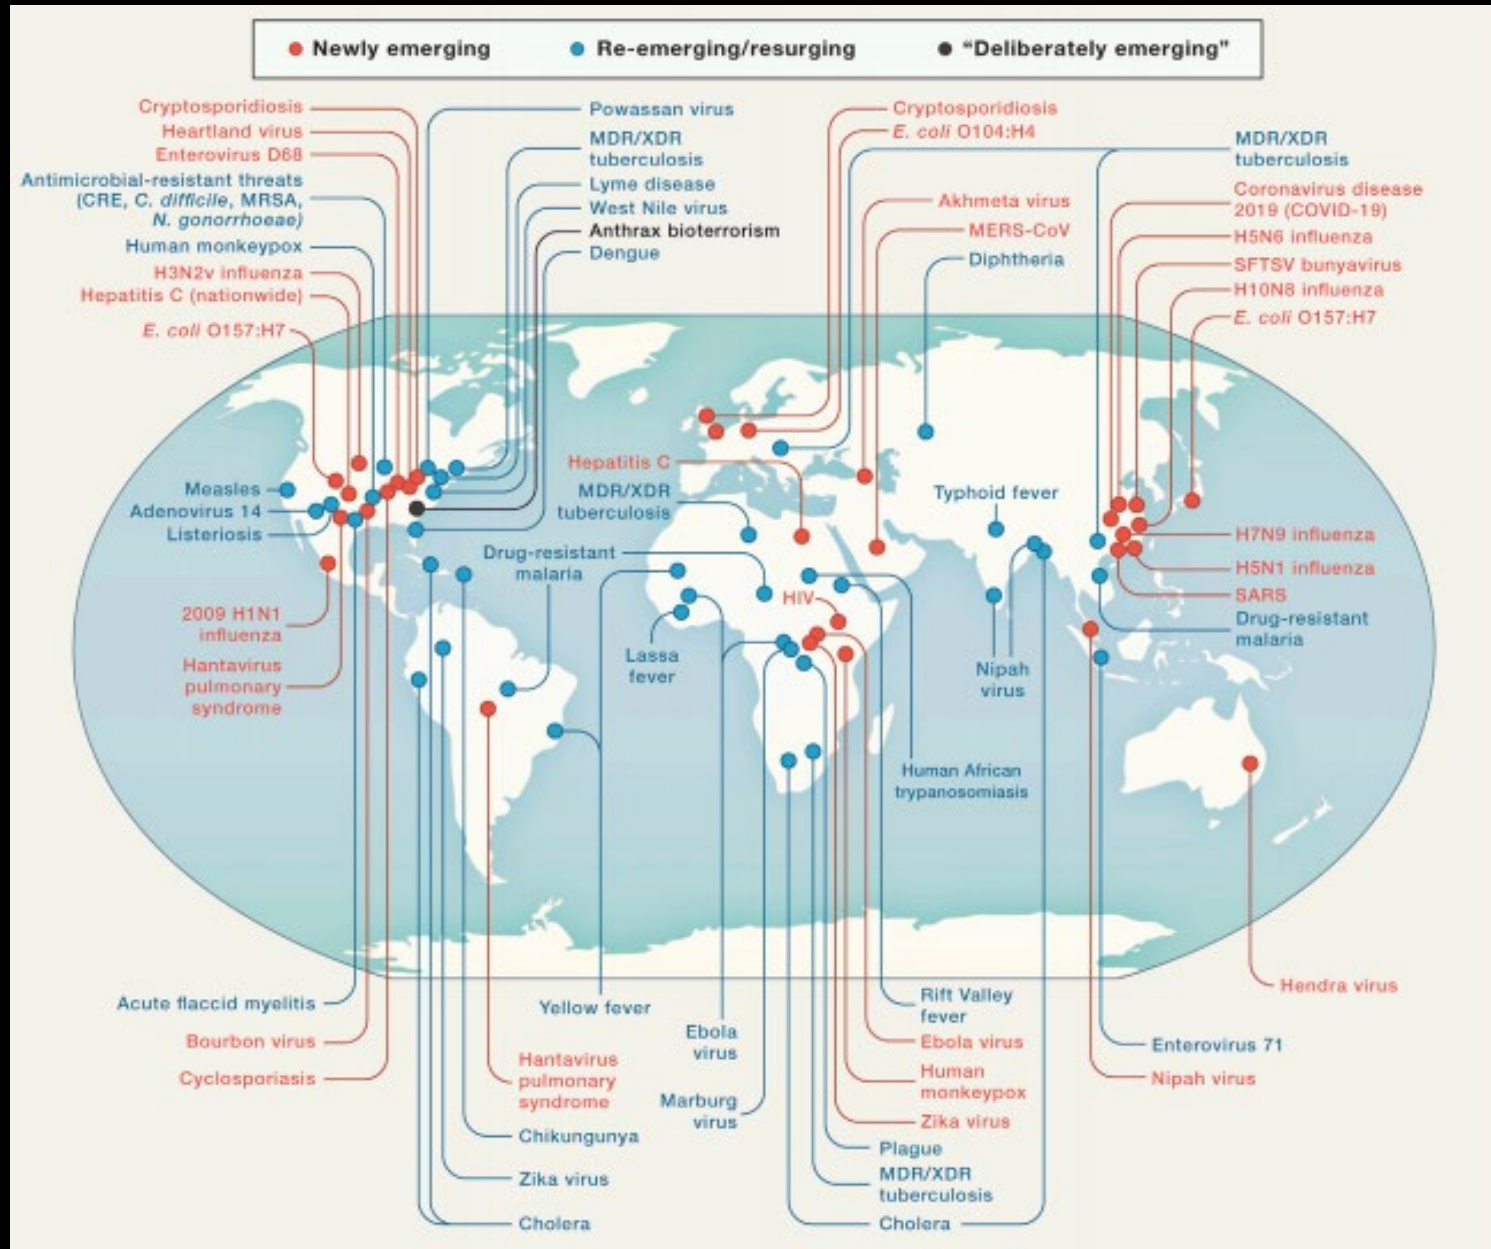 Newly emerging
Re-emerging/resurging
“Deliberately emerging”
Cryptosporidiosis
Heartland virus
Enterovirus D68
Antimicrobial-resistant threats
(CRE, C. difficile, MRSA,
N. gonorrhoeae)
Human monkeypox
H3N2v influenza
Hepatitis C (nationwide)
E. coli O157:H7
Powassan virus
MDR/XDR
tuberculosis
Lyme disease
West Nile virus
Anthrax bioterrorism
Dengue
Cryptosporidiosis
E. coli O104:H4
Akhmeta virus
MERS-CoV
Diphtheria
MDR/XDR
tuberculosis
Coronavirus disease
2019 (COVID-19)
H5N6 influenza
SFTSV bunyavirus
H10N8 influenza
E. coli O157:H7
Measles
Adenovirus 14
Listeriosis
Hepatitis C
MDR/XDR
tuberculosis
Drug-resistant
malaria
Typhoid fever
H7N9 influenza
H5N1 influenza
SARS
Drug-resistant
malaria
2009 H1N1
influenza
Hantavirus
pulmonary
syndrome
HIV
Lassa
fever
Nipah
virus
Human African
trypanosomiasis
Acute flaccid myelitis
Bourbon virus
Cyclosporiasis
Yellow fever
Hantavirus
pulmonary
syndrome
Chikungunya
Zika virus
Cholera
Ebola
virus
Marburg
virus
Rift Valley
fever
Ebola virus
Human
monkeypox
Zika virus
Plague
MDR/XDR
tuberculosis
Cholera
Hendra virus
Enterovirus 71
Nipah virus